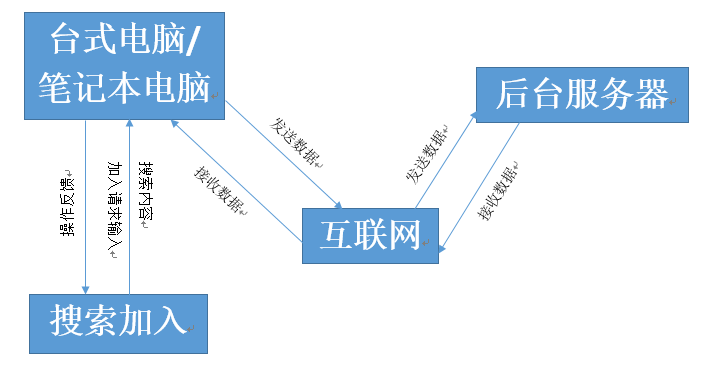 台式电脑/
笔记本电脑
后台服务器
发送数据
接收数据
发送数据
接收数据
操作反馈
加入请求输入
搜索内容
互联网
搜索加入